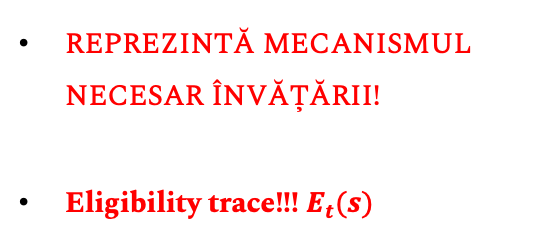 • REPREZINTĂ MECANISMUL
NECESAR ÎNVĂȚĂRII!
• Eligibility trace!!! Eₜ(s)